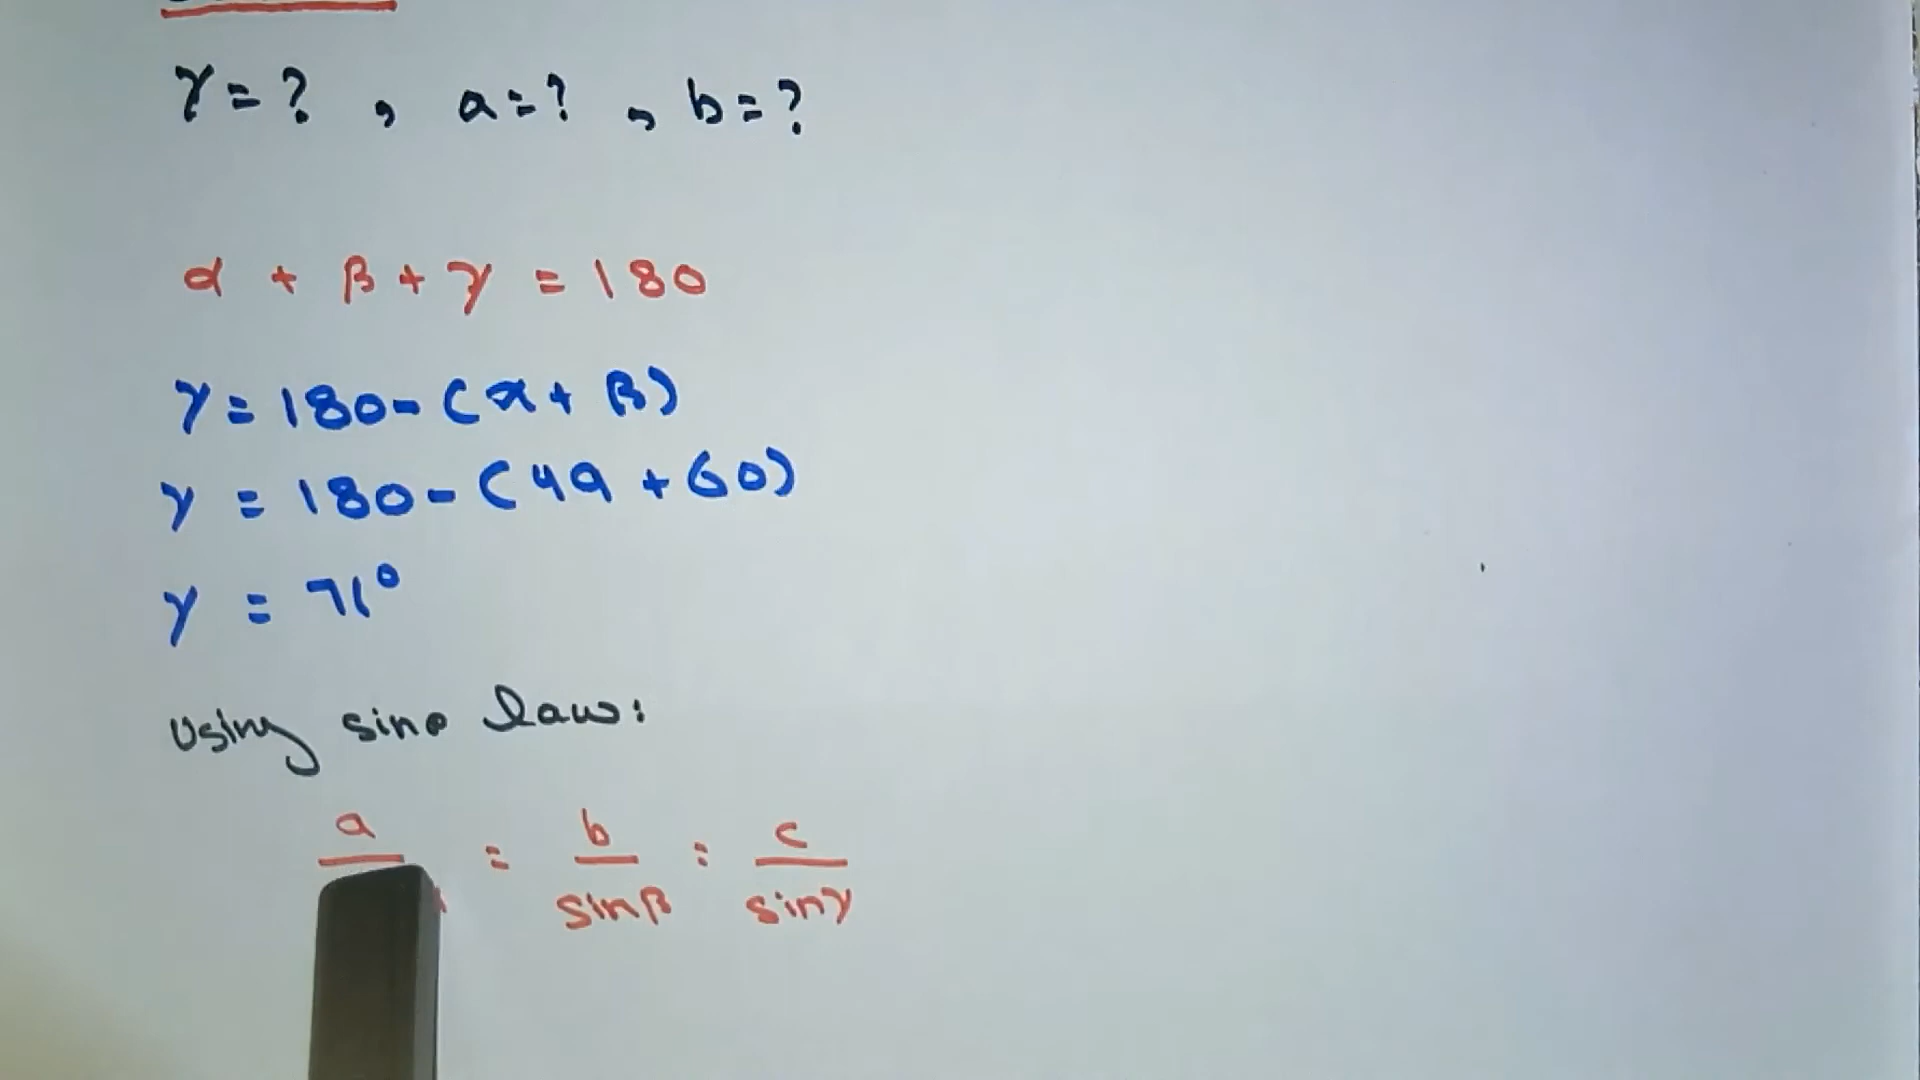 γ = ? , a = ? , b = ?
α + β + γ = 180
γ = 180 - (α + β)
γ = 180 - (49 + 60)
γ = 71°
Using sine law:
a = b/sinβ = c/sinγ